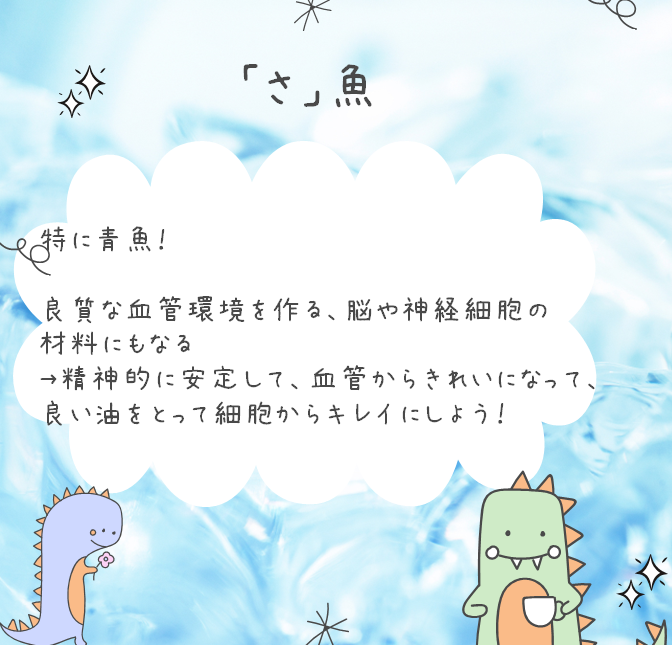 「さ」魚
特に青魚！
良質な血管環境を作る、脳や神経細胞の
材料にもなる
→精神的に安定して、血管からきれいになって、
良い油をとって細胞からキレイにしよう！